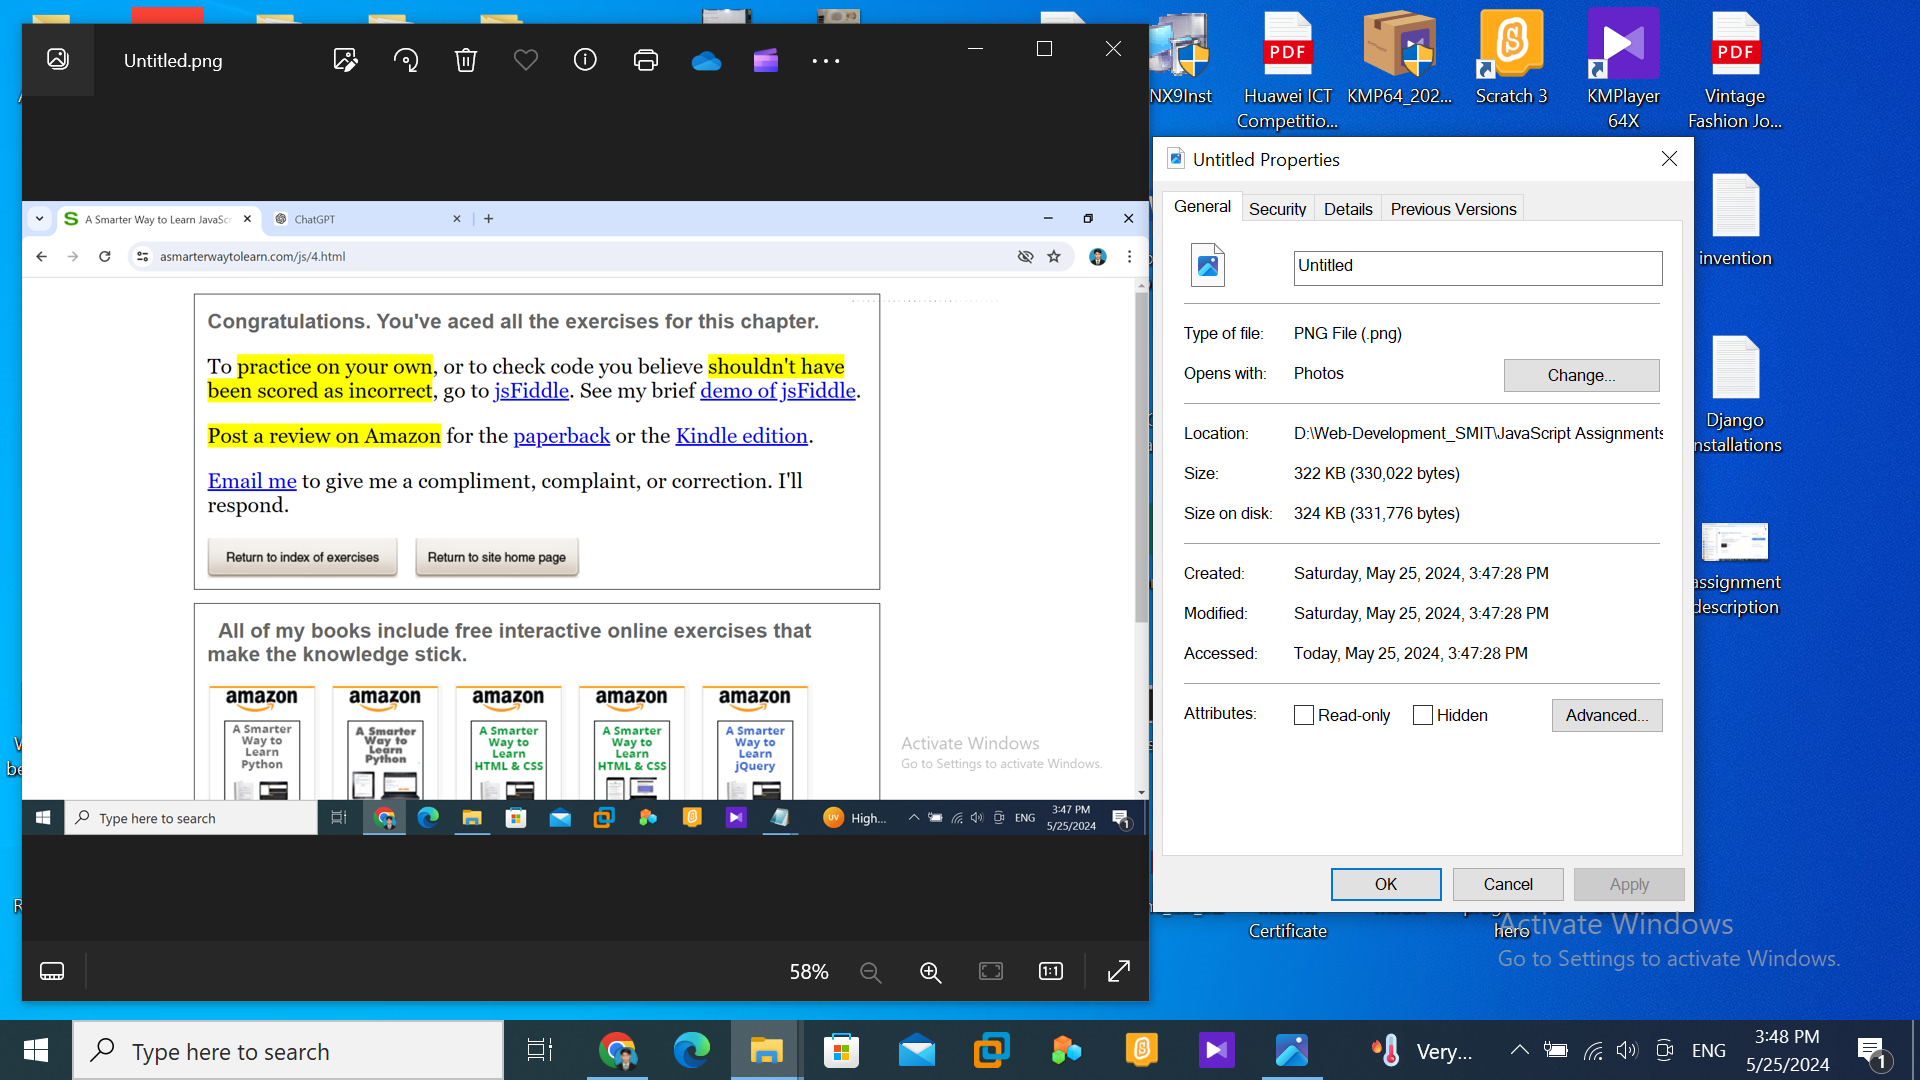 Untitled.png
A Smarter Way to Learn JavaSc
ChatGPT
asmarterwaytolearn.com/js/4.html
Congratulations. You've aced all the exercises for this chapter.
To practice on your own, or to check code you believe shouldn't have
been scored as incorrect, go to jsFiddle. See my brief demo of jsFiddle.
Post a review on Amazon for the paperback or the Kindle edition.
Email me to give me a compliment, complaint, or correction. I'll
respond.
Return to index of exercises
Return to site home page
All of my books include free interactive online exercises that
make the knowledge stick.
amazon amazon amazon amazon amazon
A Smarter
Way to
Learn
Python
A Smarter
Way to
Learn
Python
A Smarter
Way to
Learn
HTML & CSS
A Smarter
Way to
Learn
HTML & CSS
A Smarter
Way to
Learn
jQuery
Activate Windows
Go to Settings to activate Windows.
Type here to search
UV
High...
ENG
3:47 PM
5/25/2024
1
58%
1:1
NX9Inst
PDF
Huawei ICT
Competitio...
KMP64_202...
Scratch 3
KMPlayer
64X
PDF
Vintage
Fashion Jo...
Untitled Properties
General
Security
Details
Previous Versions
Untitled
Type of file: PNG File (.png)
Opens with: Photos
Change...
Location: D:\Web-Development_SMIT\JavaScript Assignments
Size: 322 KB (330,022 bytes)
Size on disk: 324 KB (331,776 bytes)
Created: Saturday, May 25, 2024, 3:47:28 PM
Modified: Saturday, May 25, 2024, 3:47:28 PM
Accessed: Today, May 25, 2024, 3:47:28 PM
Attributes: Read-only Hidden
Advanced...
OK
Cancel
Apply
invention
Django
nstallations
assignment
description
Certificate
hero
Activate Windows
Go to Settings to activate Windows.
Type here to search
Very...
ENG
3:48 PM
5/25/2024
1